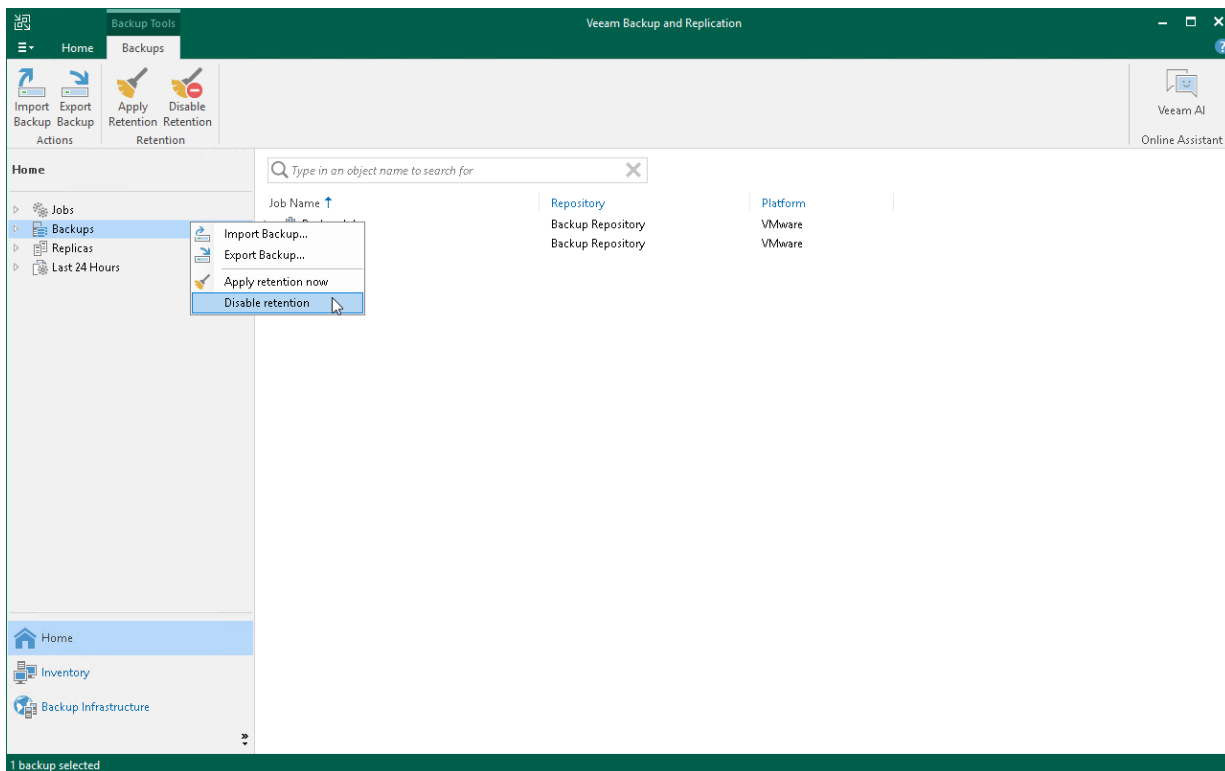 Backup Tools
Veeam Backup and Replication
Home Backups
Import Backup
Export Backup
Apply Retention
Disable Retention
Actions
Retention
Veeam AI
Online Assistant
Home
Type in an object name to search for
Job Name Repository Platform
Jobs
Backups
Replicas
Last 24 Hours
Import Backup...
Export Backup...
Apply retention now
Disable retention
Backup Repository VMware
Backup Repository VMware
Home
Inventory
Backup Infrastructure
1 backup selected